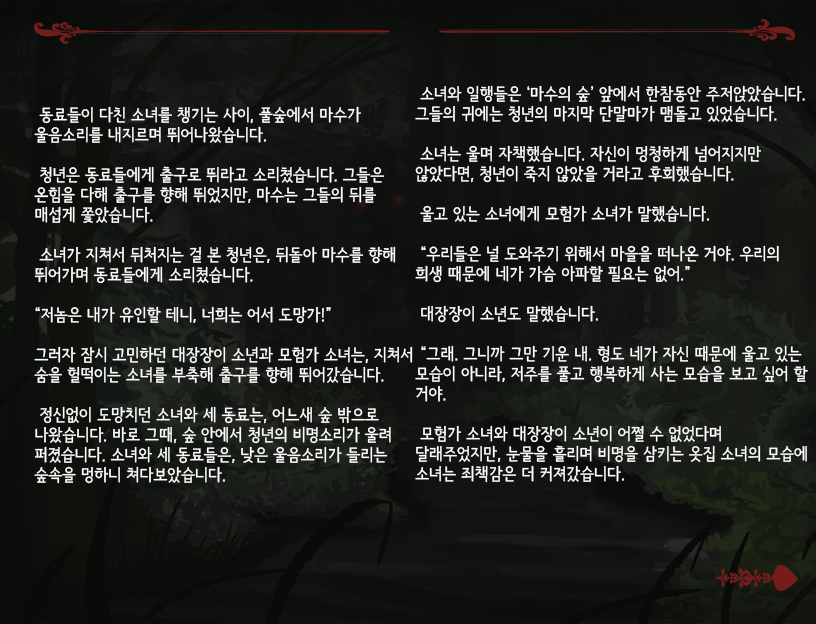 동료들이 다친 소녀를 챙기는 사이, 풀숲에서 마수가
울음소리를 내지르며 뛰어나왔습니다.
청년은 동료들에게 출구로 뛰라고 소리쳤습니다. 그들은
온힘을 다해 출구를 향해 뛰었지만, 마수는 그들의 뒤를
매섭게 쫓았습니다.
소녀가 지쳐서 뒤처지는 걸 본 청년은, 뒤돌아 마수를 향해
뛰어가며 동료들에게 소리쳤습니다.
“저놈은 내가 유인할 테니, 너희는 어서 도망가!”
그러자 잠시 고민하던 대장장이 소년과 모험가 소녀는, 지쳐서
숨을 헐떡이는 소녀를 부축해 출구를 향해 뛰어갔습니다.
정신없이 도망치던 소녀와 세 동료는, 어느새 숲 밖으로
나왔습니다. 바로 그때, 숲 안에서 청년의 비명소리가 울려
퍼졌습니다. 소녀와 세 동료들은, 낮은 울음소리가 들리는
숲속을 멍하니 쳐다보았습니다.
소녀와 일행들은 ‘마수의 숲’ 앞에서 한참동안 주저앉았습니다.
그들의 귀에는 청년의 마지막 단말마가 맴돌고 있었습니다.
소녀는 울며 자책했습니다. 자신이 멍청하게 넘어지지만
않았다면, 청년이 죽지 않았을 거라고 후회했습니다.
울고 있는 소녀에게 모험가 소녀가 말했습니다.
“우리들은 널 도와주기 위해서 마을을 떠나온 거야. 우리의
희생 때문에 네가 가슴 아파할 필요는 없어.”
대장장이 소년도 말했습니다.
“그래. 그니까 그만 기운 내. 형도 네가 자신 때문에 울고 있는
모습이 아니라, 저주를 풀고 행복하게 사는 모습을 보고 싶어 할
거야.
모험가 소녀와 대장장이 소년이 어쩔 수 없었다며
달래주었지만, 눈물을 흘리며 비명을 삼키는 옷집 소녀의 모습에
소녀는 죄책감은 더 커져갔습니다.